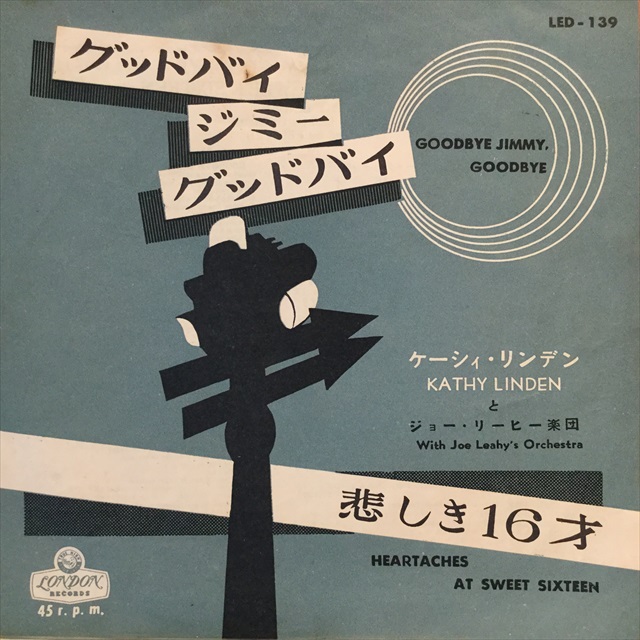 LED-139
グッドバイ
ジミー
グッドバイ
GOODBYE JIMMY,
GOODBYE
ケーシィ・リンデン
KATHY LINDEN
と
ジョー・リーヒー楽団
With Joe Leahy's Orchestra
悲しき16才
HEARTACHES
AT SWEET SIXTEEN
LONDON
RECORDS
45 r.p.m.